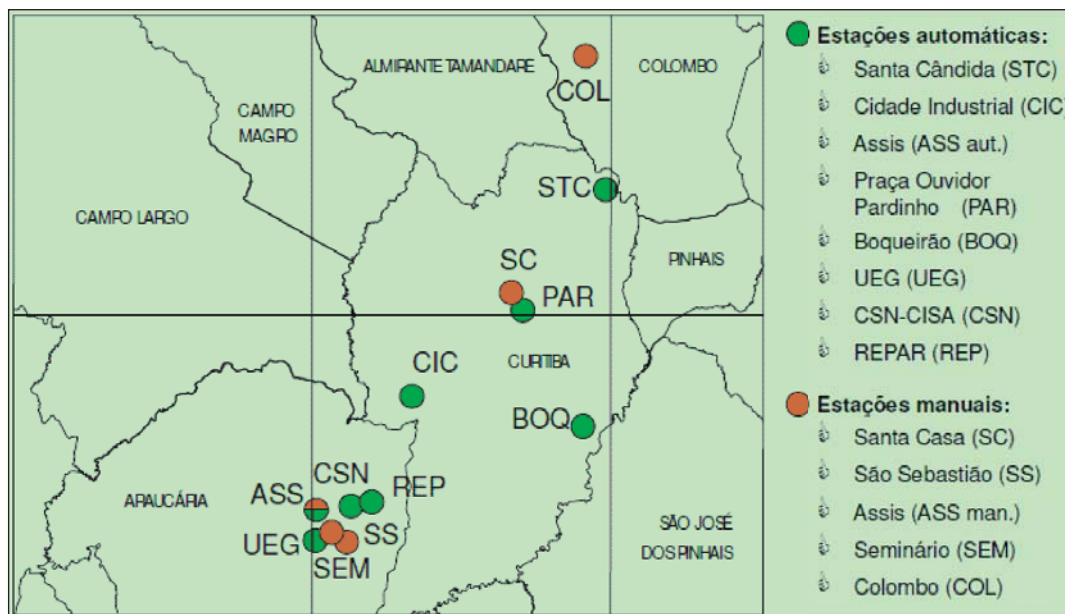 ALMIRANTE TAMANDARE
COLOMBO
COL
CAMPO
MAGRO
STC
CAMPO LARGO
PINHAIS
SC
PAR
CIC
CURITIBA
BOQ
CSN
REP
ASS
ARAUCÁRIA
UEG
SS
SEM
SÃO JOSÉ
DOS PINHAIS
Estações automáticas:
Santa Cândida (STC)
Cidade Industrial (CIC)
Assis (ASS aut.)
Praça Ouvidor
Pardinho (PAR)
Boqueirão (BOQ)
UEG (UEG)
CSN-CISA (CSN)
REPAR (REP)
Estações manuais:
Santa Casa (SC)
São Sebastião (SS)
Assis (ASS man.)
Seminário (SEM)
Colombo (COL)